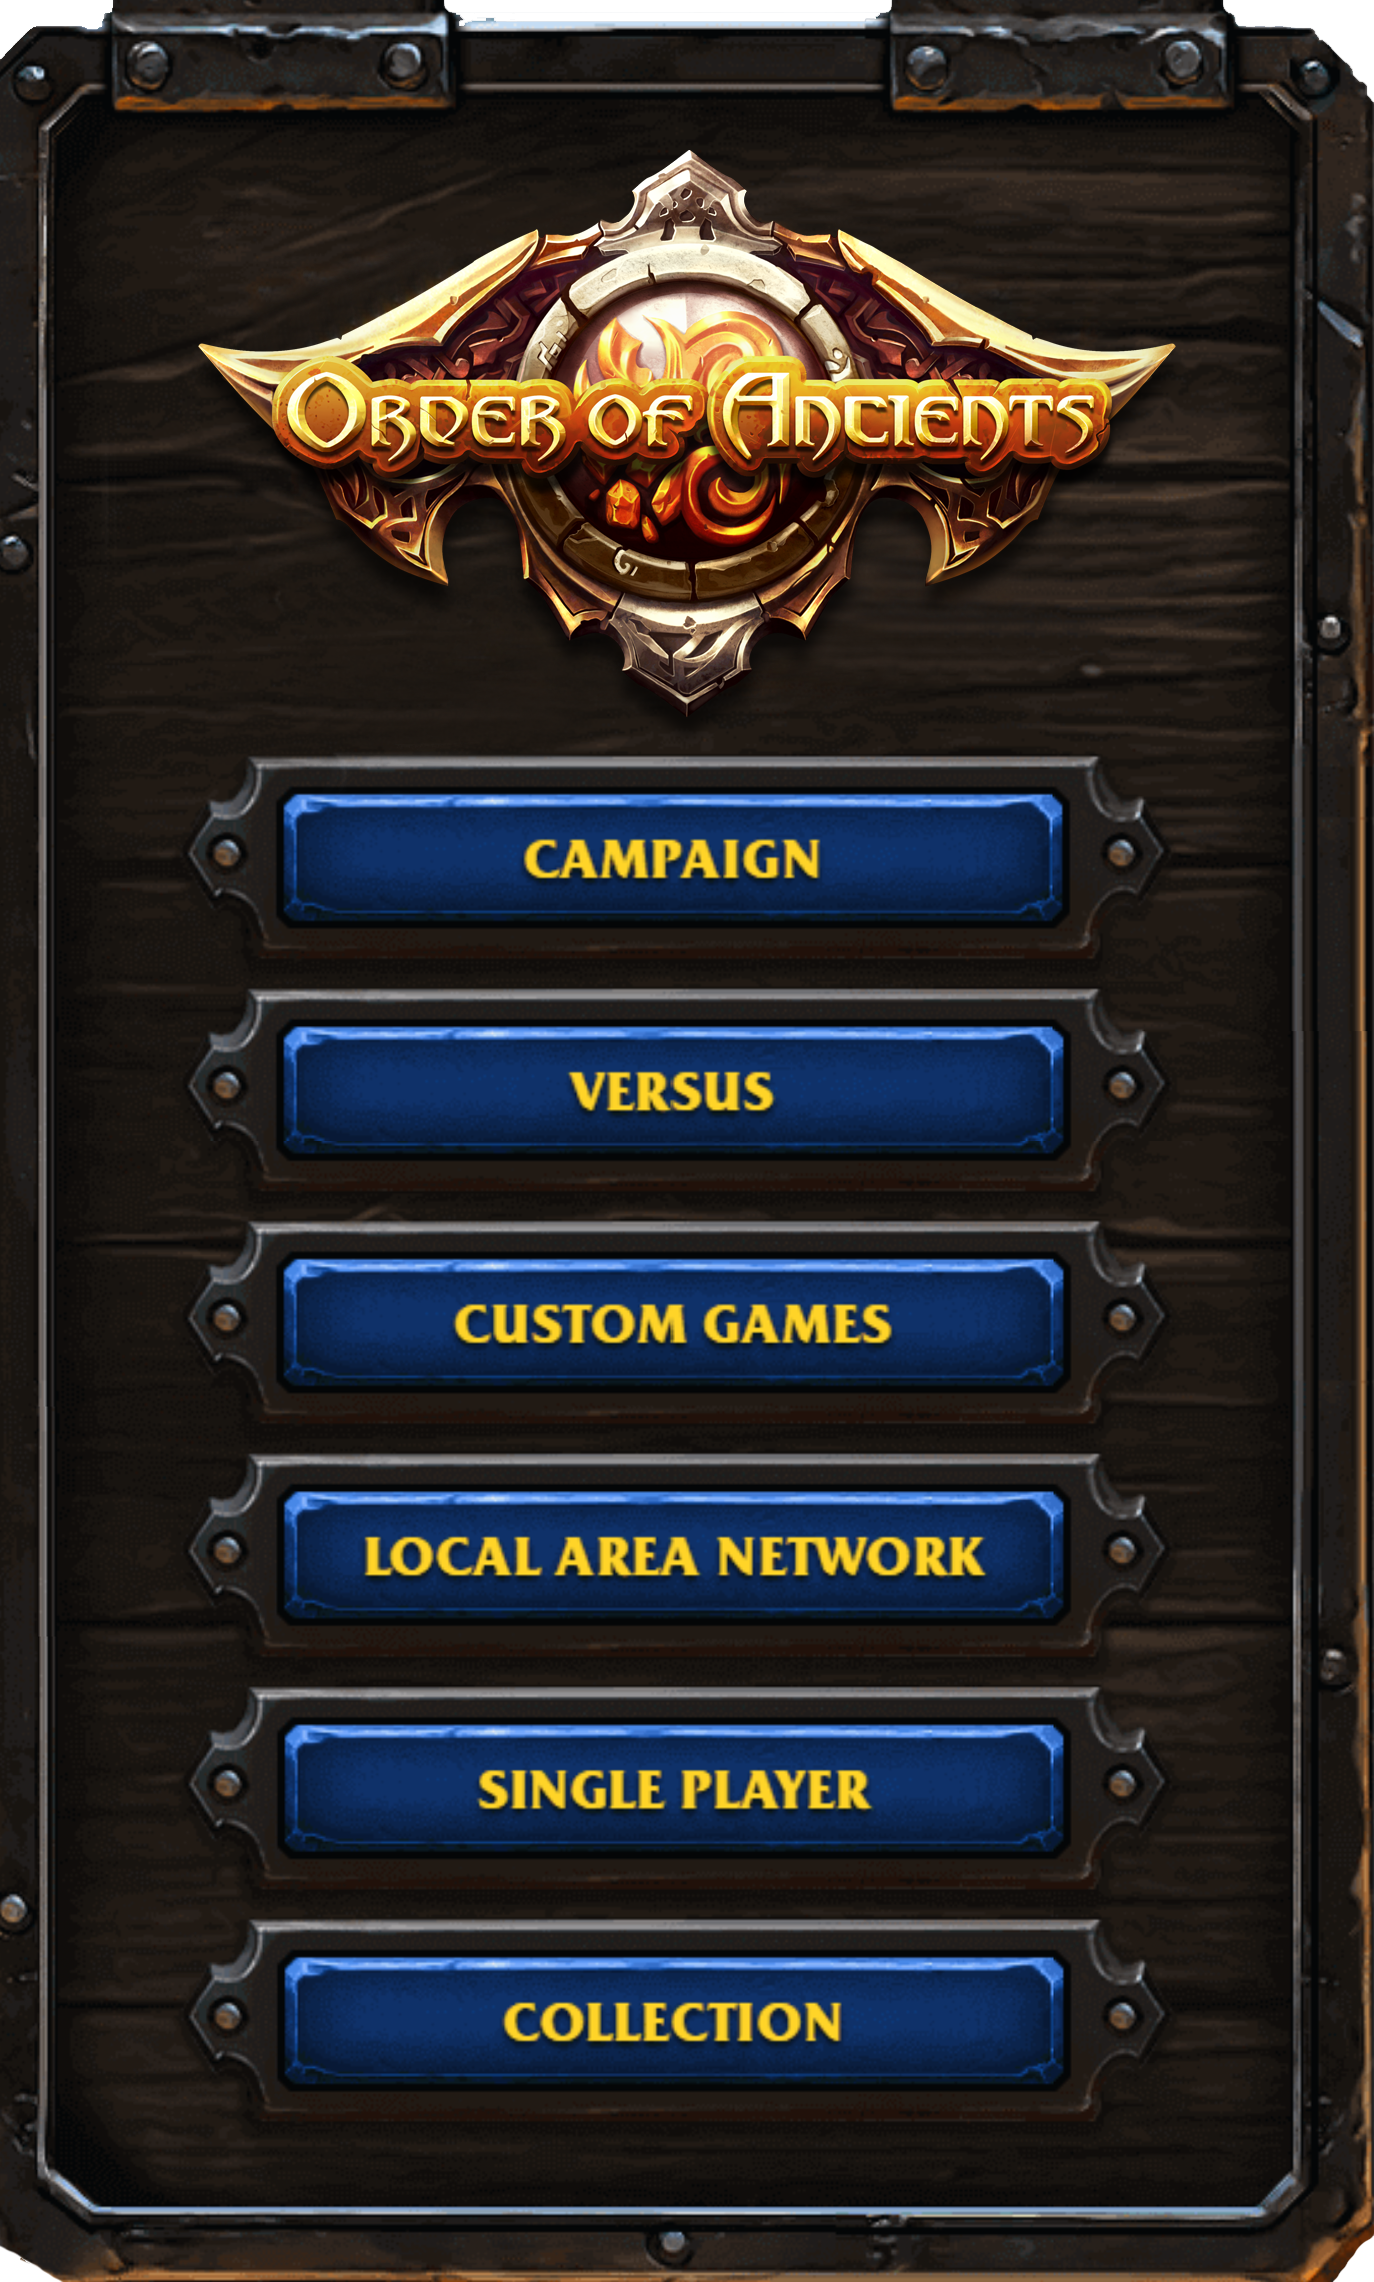 Order of Ancients
CAMPAIGN
VERSUS
CUSTOM GAMES
LOCAL AREA NETWORK
SINGLE PLAYER
COLLECTION